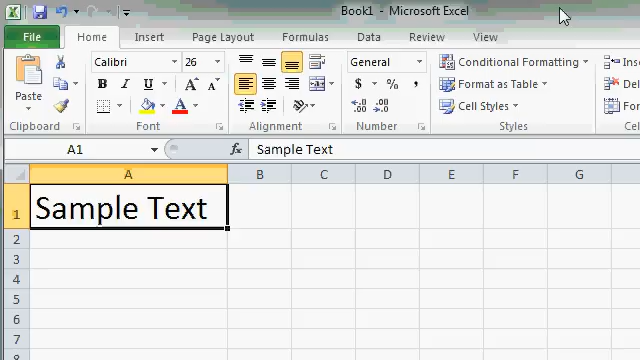 Book1 - Microsoft Excel
File Home Insert Page Layout Formulas Data Review View
Paste
Calibri 26
B I U
A A
General
$ % ,
Conditional Formatting
Format as Table
Cell Styles
Clipboard Font Alignment Number Styles
A1 fx Sample Text
A B C D E F G
1 Sample Text
2
3
4
5
6
7
8